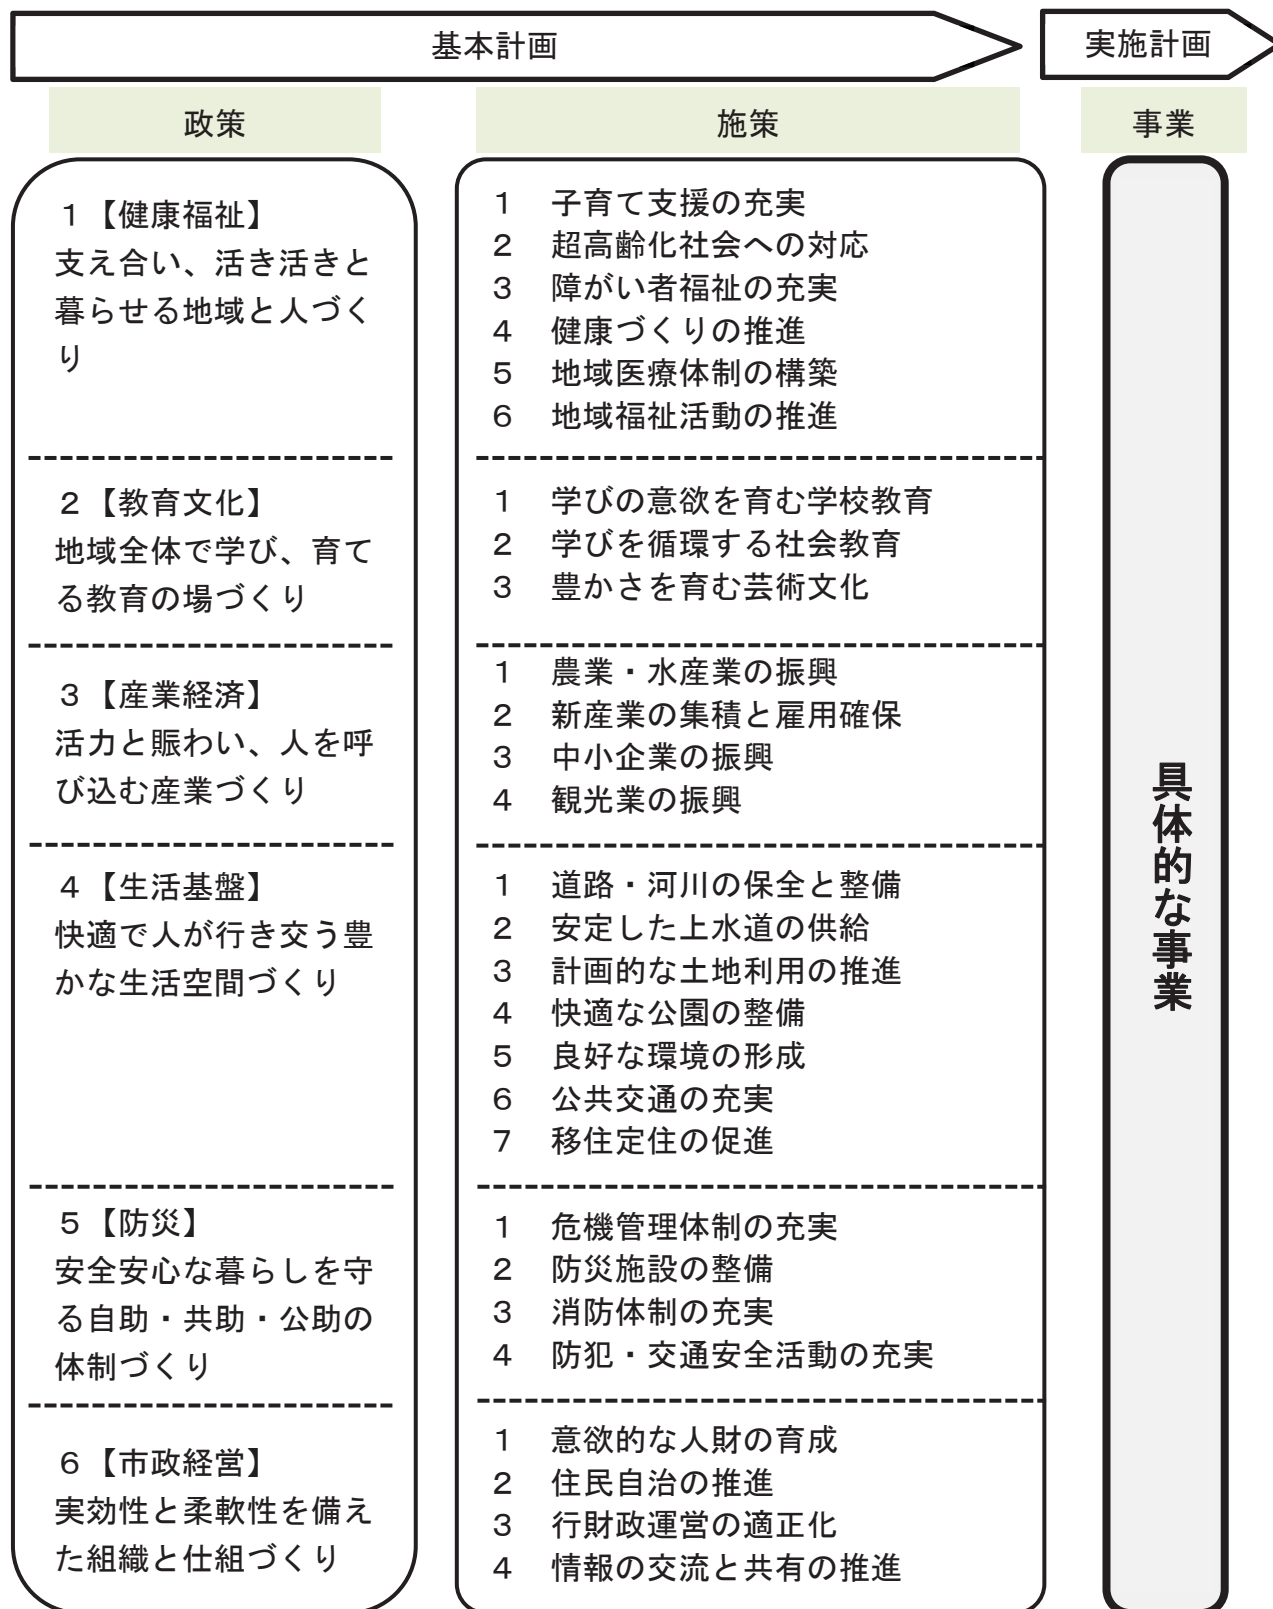 基本計画
実施計画
政策
施策
事業
1【健康福祉】
支え合い、活き活きと
暮らせる地域と人づく
り
1 子育て支援の充実
2 超高齢化社会への対応
3 障がい者福祉の充実
4 健康づくりの推進
5 地域医療体制の構築
6 地域福祉活動の推進
2【教育文化】
地域全体で学び、育て
る教育の場づくり
1 学びの意欲を育む学校教育
2 学びを循環する社会教育
3 豊かさを育む芸術文化
3【産業経済】
活力と賑わい、人を呼
び込む産業づくり
1 農業・水産業の振興
2 新産業の集積と雇用確保
3 中小企業の振興
4 観光業の振興
4【生活基盤】
快適で人が行き交う豊
かな生活空間づくり
1 道路・河川の保全と整備
2 安定した上水道の供給
3 計画的な土地利用の推進
4 快適な公園の整備
5 良好な環境の形成
6 公共交通の充実
7 移住定住の促進
5【防災】
安全安心な暮らしを守
る自助・共助・公助の
体制づくり
1 危機管理体制の充実
2 防災施設の整備
3 消防体制の充実
4 防犯・交通安全活動の充実
6【市政経営】
実効性と柔軟性を備え
た組織と仕組づくり
1 意欲的な人財の育成
2 住民自治の推進
3 行財政運営の適正化
4 情報の交流と共有の推進
具体的な事業